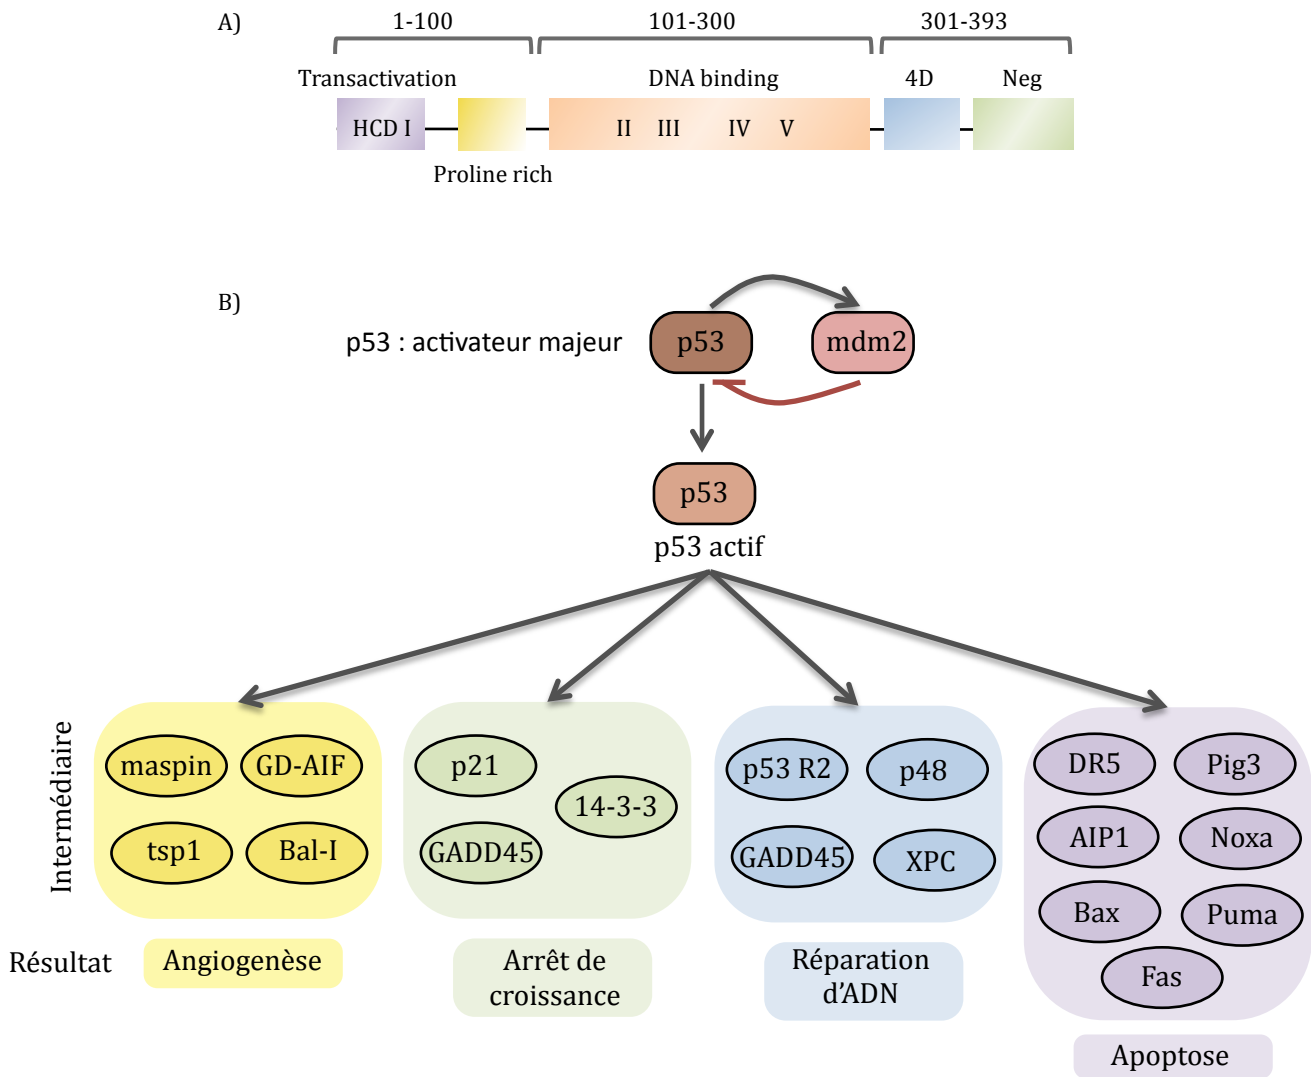 A)
1-100 101-300 301-393
Transactivation DNA binding 4D Neg
HCD I II III IV V
Proline rich
B)
p53 : activateur majeur p53 mdm2
p53
p53 actif
Intermédiaire
maspin GD-AIF
tsp1 Bal-I
p21
14-3-3
GADD45
p53 R2 p48
GADD45 XPC
DR5 Pig3
AIP1 Noxa
Bax Puma
Fas
Résultat
Angiogenèse
Arrêt de
croissance
Réparation
d'ADN
Apoptose